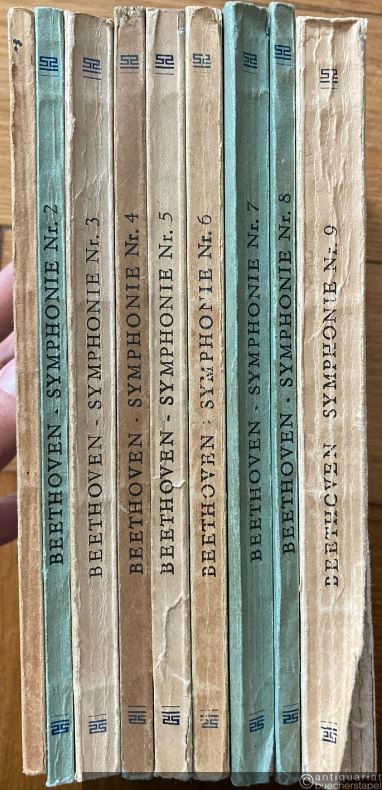 BEETHOVEN · SYMPHONIE Nr. 2
BEETHOVEN - SYMPHONIE Nr. 3
BEETHOVEN · SYMPHONIE Nr. 4
BEETHOVEN - SYMPHONIE Nr. 5
BEETHOVEN · SYMPHONIE Nr. 6
BEETHOVEN · SYMPHONIE Nr. 7
BEETHOVEN · SYMPHONIE Nr. 8
BEETHOVEN SYMPHONIE Nr. 9
antiquariat
buecherstapel